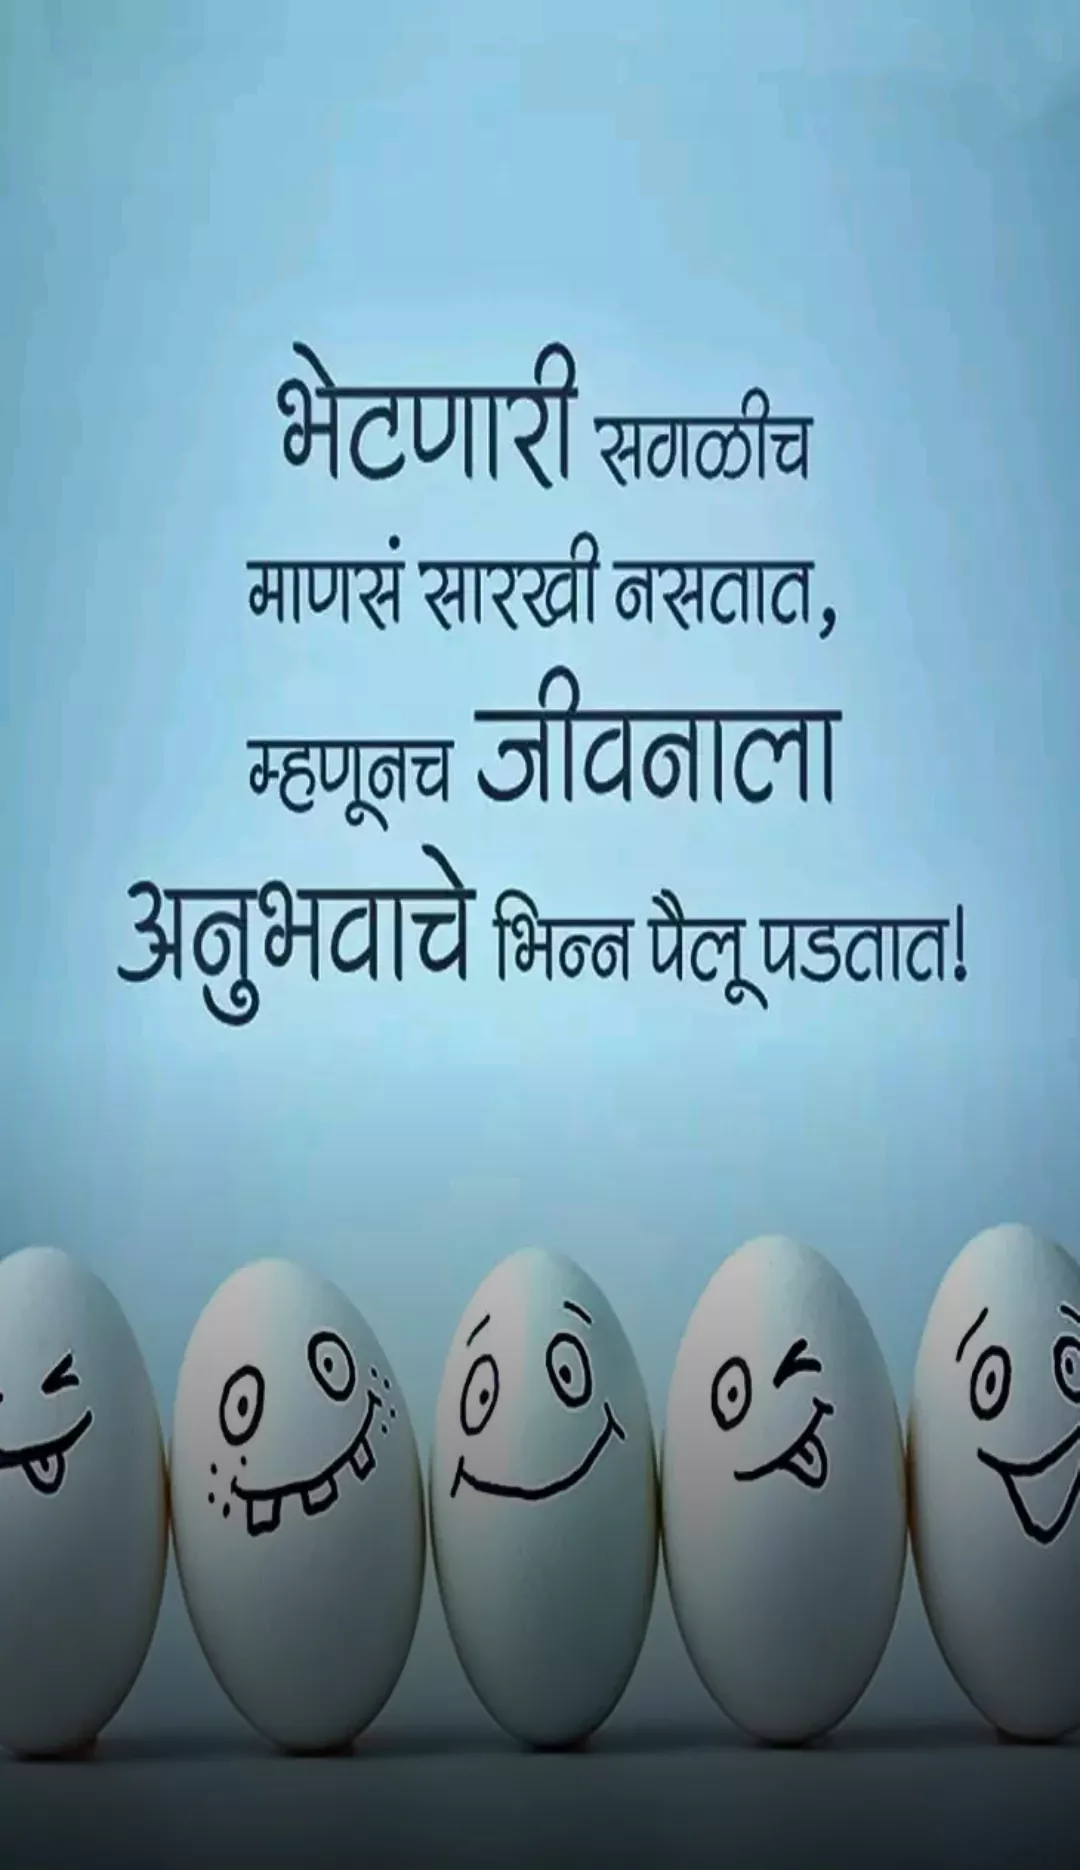 भेटणारी सगळीच
माणसं सारखी नसतात,
म्हणूनच जीवनाला
अनुभवाचे भिन्न पैलू पडतात!